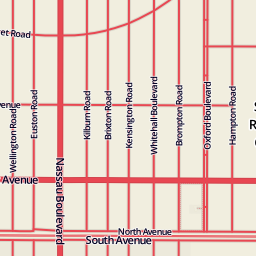 Road
Avenue
Wellington Road
Euston Road
Nassau Boulevard
Kilburn Road
Brixton Road
Kensington Road
Whitehall Boulevard
Brompton Road
Oxford Boulevard
Hampton Road
Avenue
North Avenue
South Avenue